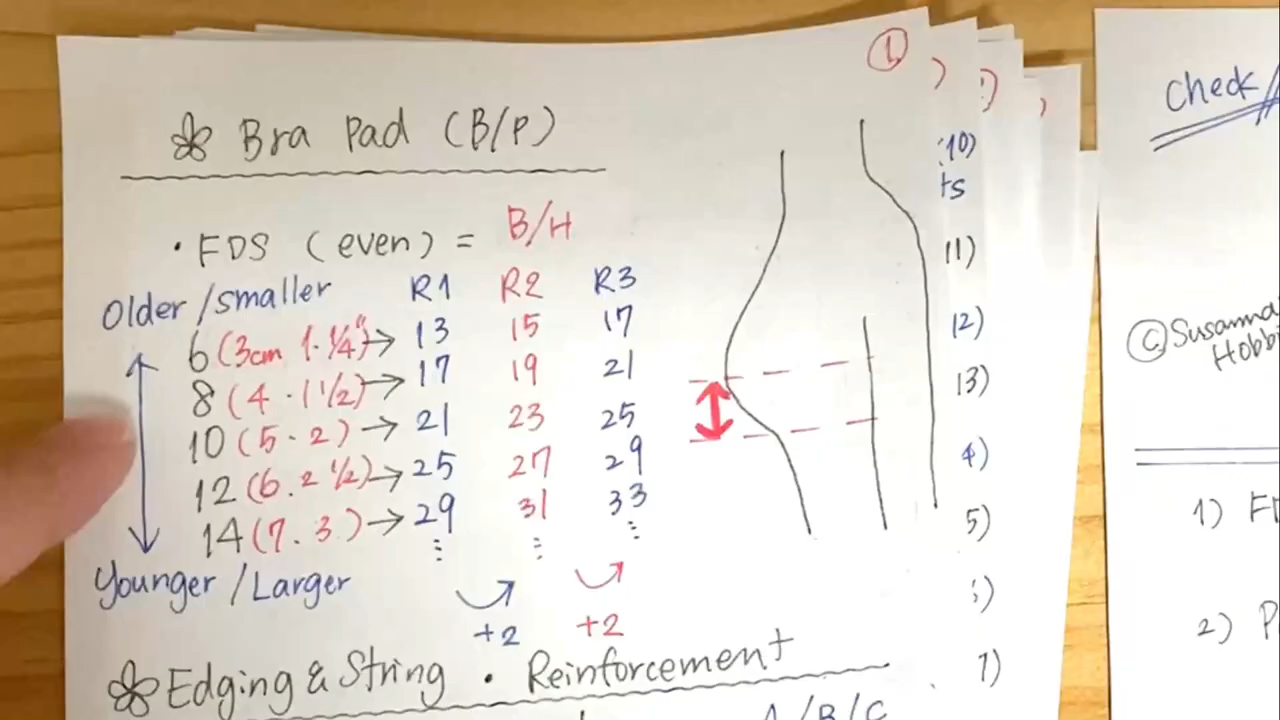 1
Bra Pad (B/P)
・FDS (even) = B/H
Older/smaller R1 R2 R3
6 (3cm 1・1/4") → 13 15 17
8 (4・1 1/2) → 17 19 21
10 (5・2) → 21 23 25
12 (6.2 1/2) → 25 27 29
14 (7.3.) → 29 31 33
Younger/Larger
+2 +2
Edging & String・Reinforcement
A/B/C
10)
ts
11)
12)
13)
4)
5)
7)
Check/
©Susanna
Hobby
1) FD
2) P